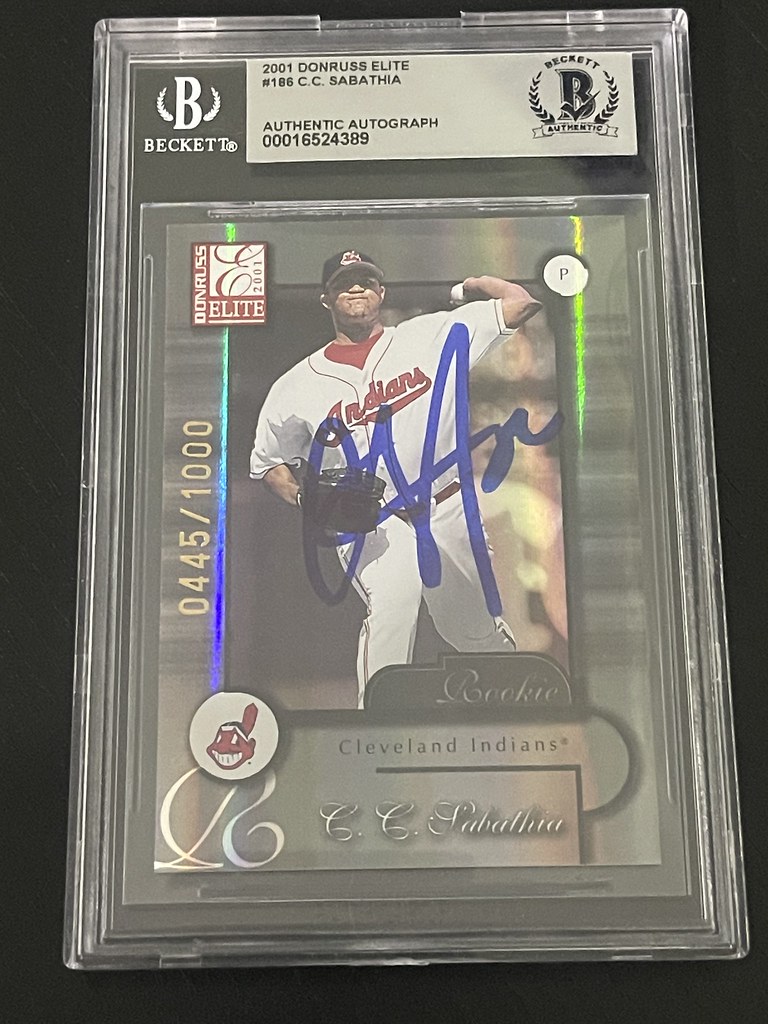 2001 DONRUSS ELITE
#186 C.C. SABATHIA
AUTHENTIC AUTOGRAPH
00016524389
B
BECKETT®
BECKETT
B
AUTHENTIC
DONRUSS
E
2001
ELITE
P
Indians
0445/1000
Rookie
Cleveland Indians®
R
C. C. Sabathia